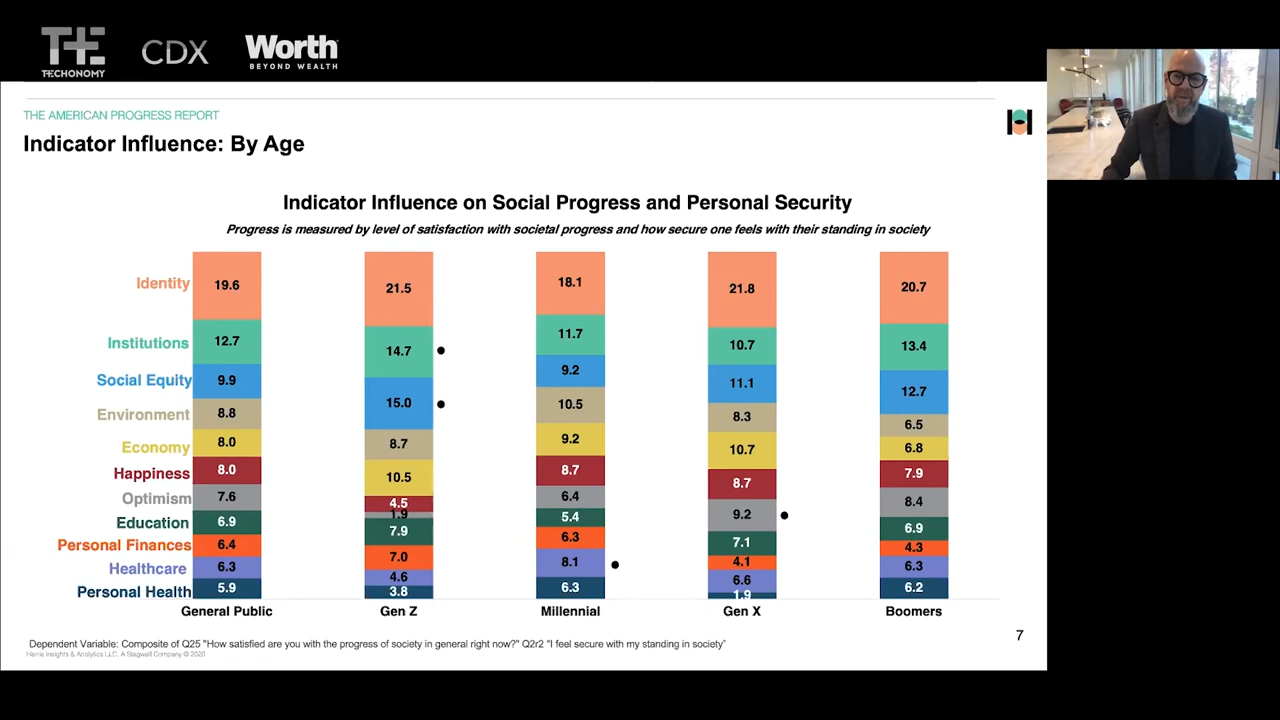 TECHONOMY
CDX
Worth
BEYOND WEALTH
THE AMERICAN PROGRESS REPORT
Indicator Influence: By Age
Indicator Influence on Social Progress and Personal Security
Progress is measured by level of satisfaction with societal progress and how secure one feels with their standing in society
Identity 19.6 21.5 18.1 21.8 20.7
Institutions 12.7 14.7 11.7 10.7 13.4
Social Equity 9.9 15.0 9.2 11.1 12.7
Environment 8.8 8.7 10.5 8.3 6.5
Economy 8.0 10.5 9.2 10.7 6.8
Happiness 8.0 4.5 8.7 8.7 7.9
Optimism 7.6 1.9 6.4 9.2 8.4
Education 6.9 7.9 5.4 7.1 6.9
Personal Finances 6.4 7.0 6.3 4.1 4.3
Healthcare 6.3 4.6 8.1 6.6 6.3
Personal Health 5.9 3.8 6.3 1.9 6.2
General Public Gen Z Millennial Gen X Boomers
7
Dependent Variable: Composite of Q25 "How satisfied are you with the progress of society in general right now?" Q2r2 "I feel secure with my standing in society"
Harris Insights & Analytics LLC, A Stagwell Company © 2020